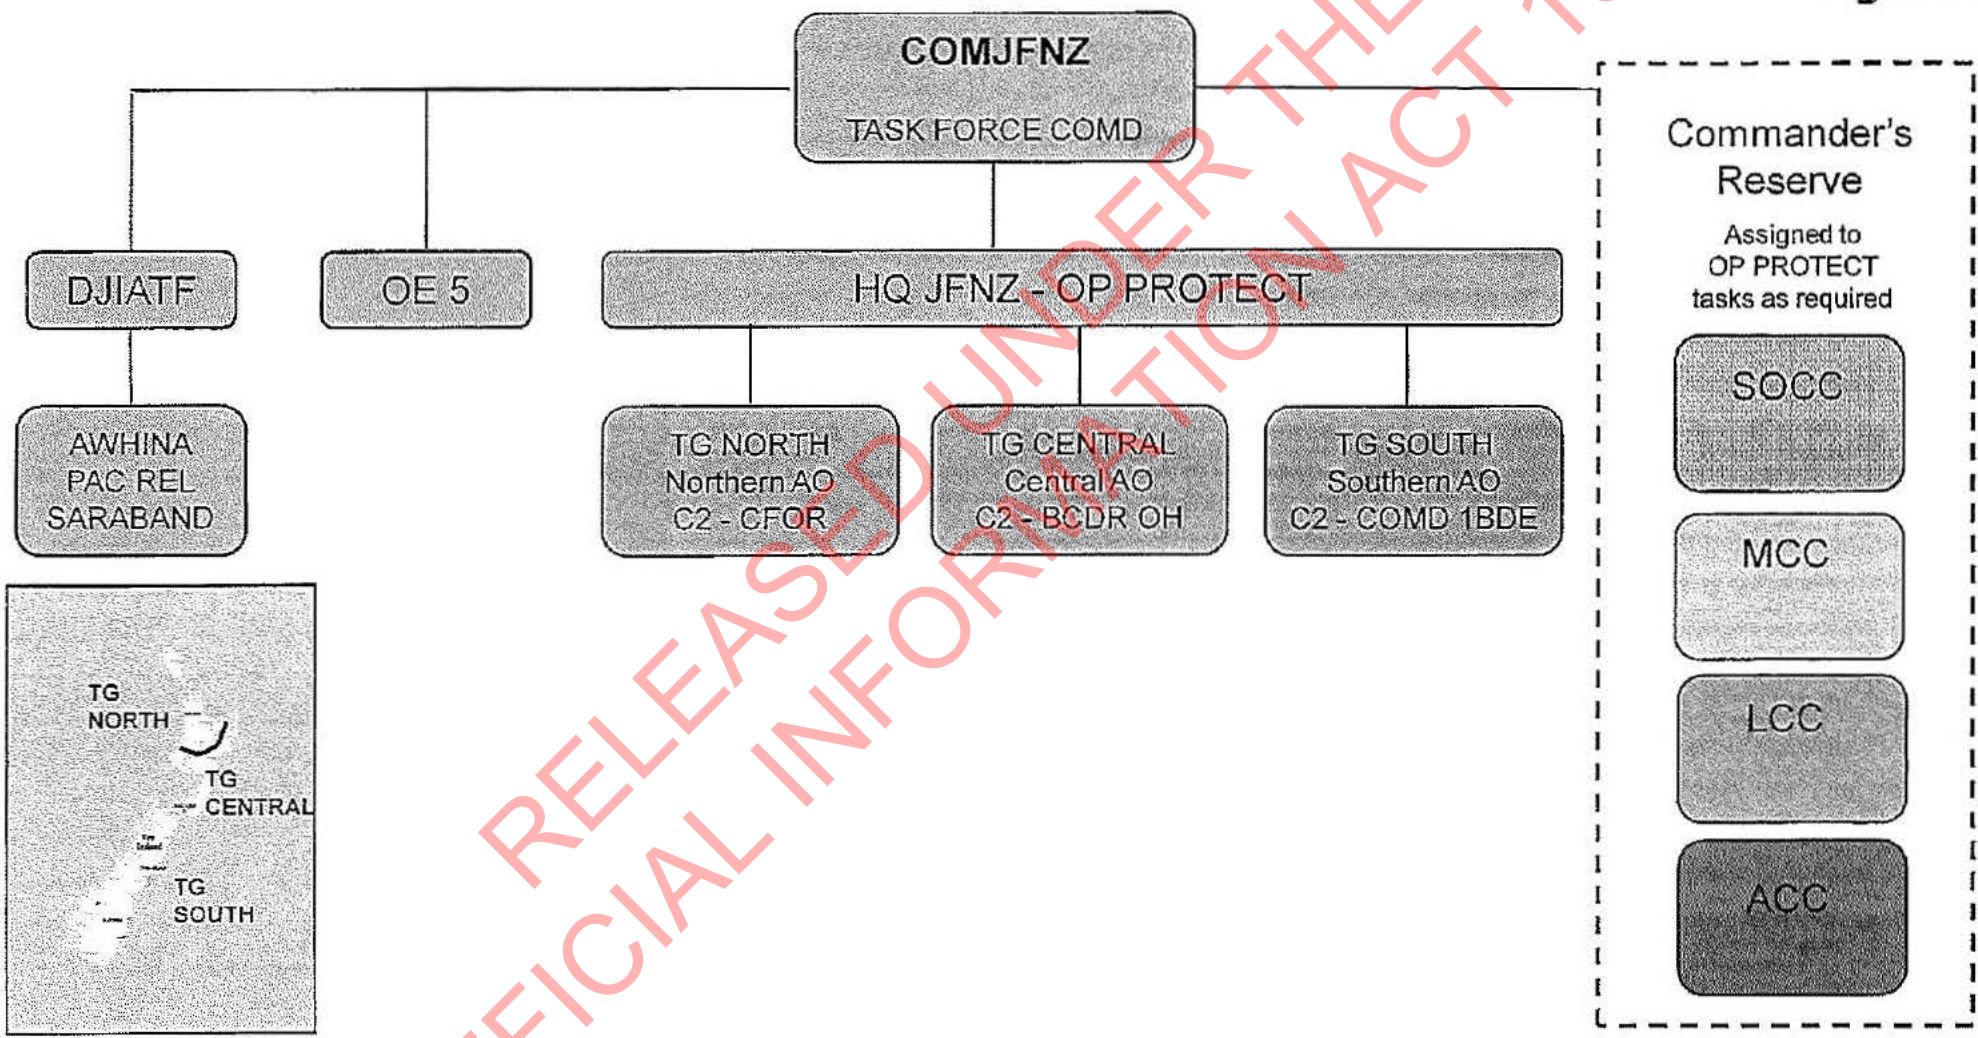 COMJFNZ
TASK FORCE COMD
DJIATF
OE 5
HQ JFNZ - OP PROTECT
AWHINA
PAC REL
SARABAND
TG NORTH
Northern AO
C2 - CFOR
TG CENTRAL
Central AO
C2 - BCDR OH
TG SOUTH
Southern AO
C2 - COMD 1BDE
Commander's
Reserve
Assigned to
OP PROTECT
tasks as required
SOCC
MCC
LCC
ACC
TG
NORTH
TG
CENTRAL
TG
SOUTH
RELEASED UNDER THE
INFORMATION ACT